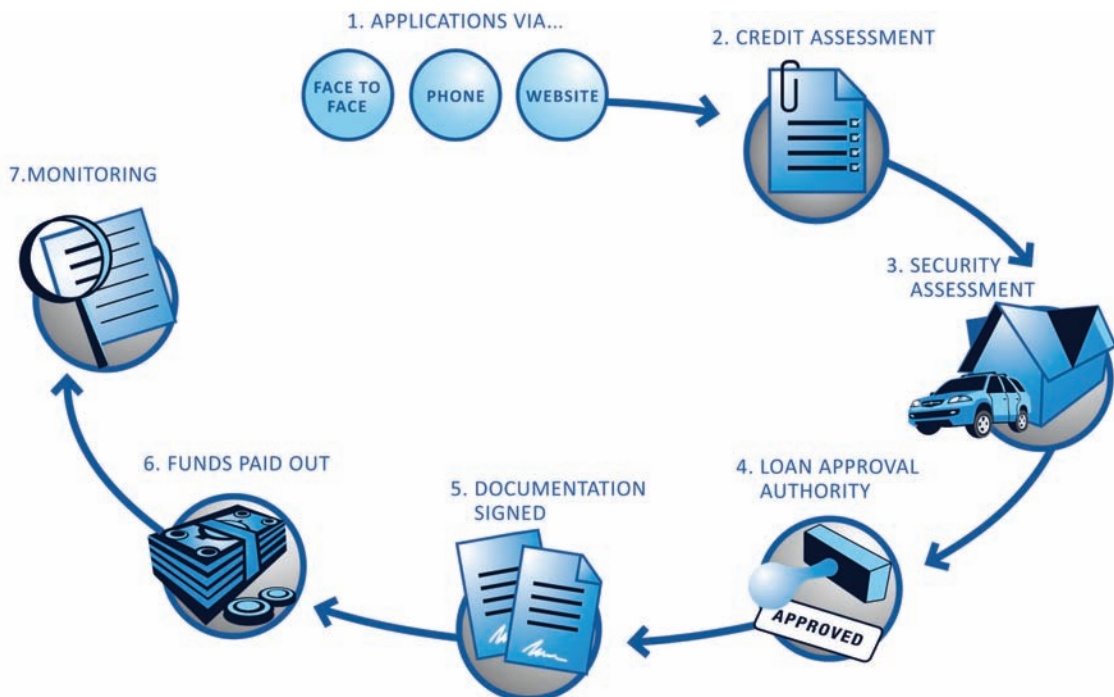 1. APPLICATIONS VIA...
FACE TO
FACE
PHONE
WEBSITE
2. CREDIT ASSESSMENT
3. SECURITY
ASSESSMENT
4. LOAN APPROVAL
AUTHORITY
APPROVED
5. DOCUMENTATION
SIGNED
6. FUNDS PAID OUT
7.MONITORING